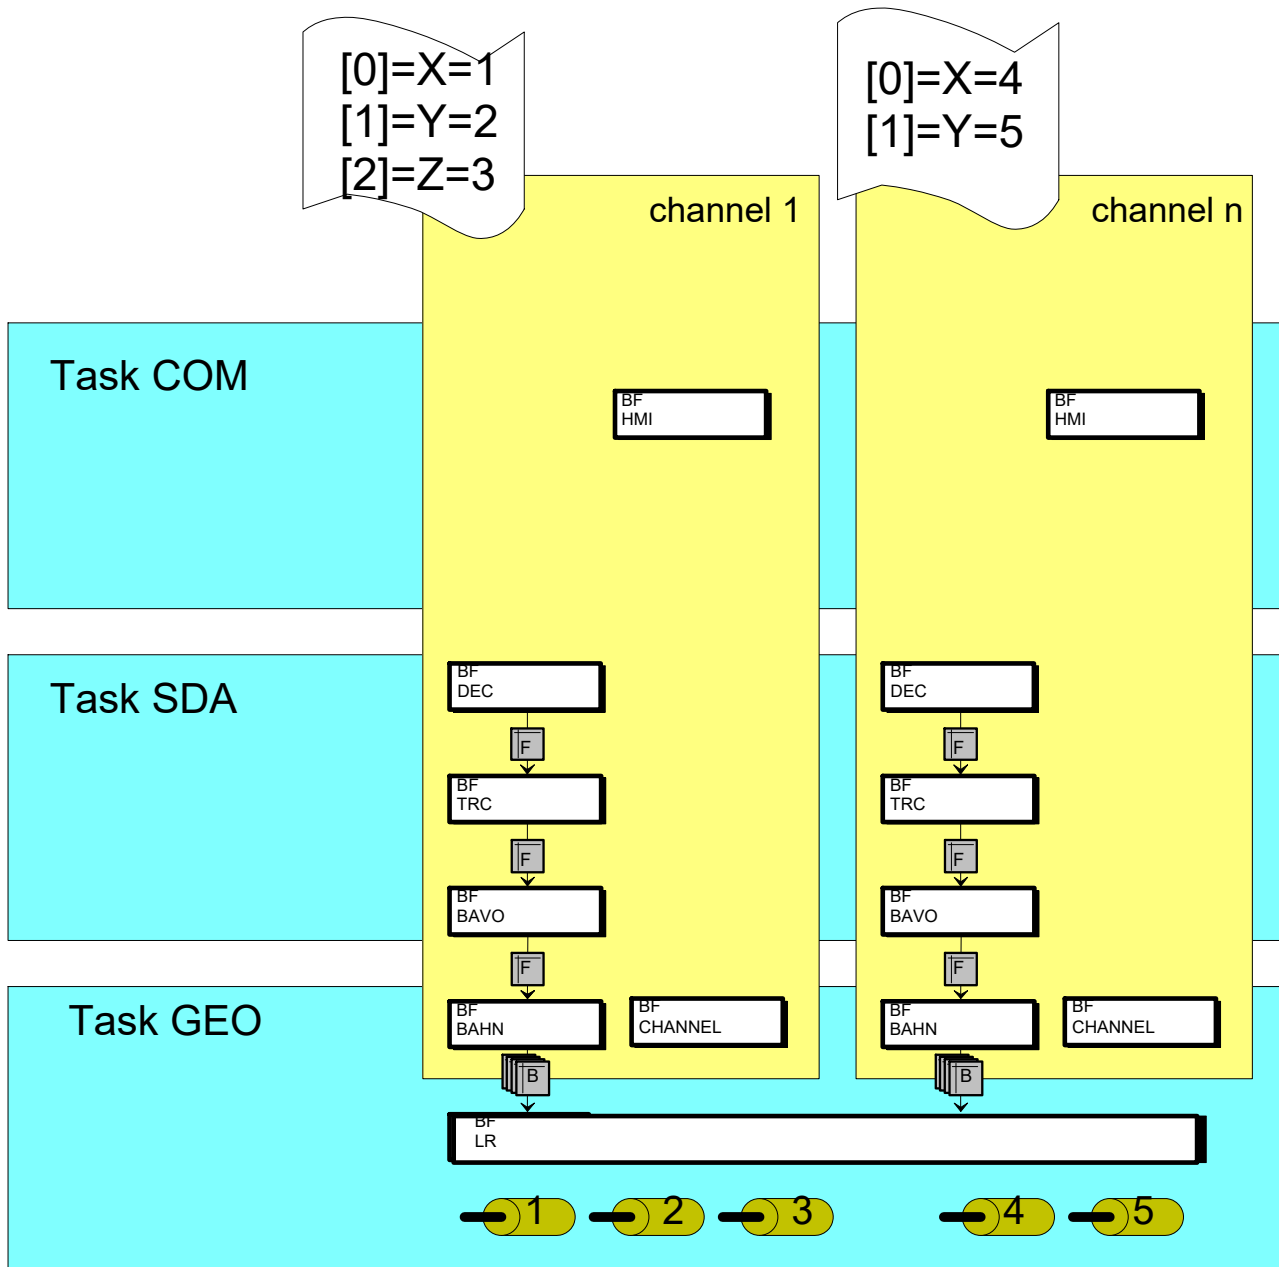 [0]=X=1
[1]=Y=2
[2]=Z=3
[0]=X=4
[1]=Y=5
channel 1
channel n
Task COM
BF
HMI
BF
HMI
Task SDA
BF
DEC
BF
DEC
F
F
BF
TRC
BF
TRC
F
F
BF
BAVO
BF
BAVO
F
F
Task GEO
BF
BAHN
BF
CHANNEL
BF
BAHN
BF
CHANNEL
B
B
BF
LR
1
2
3
4
5